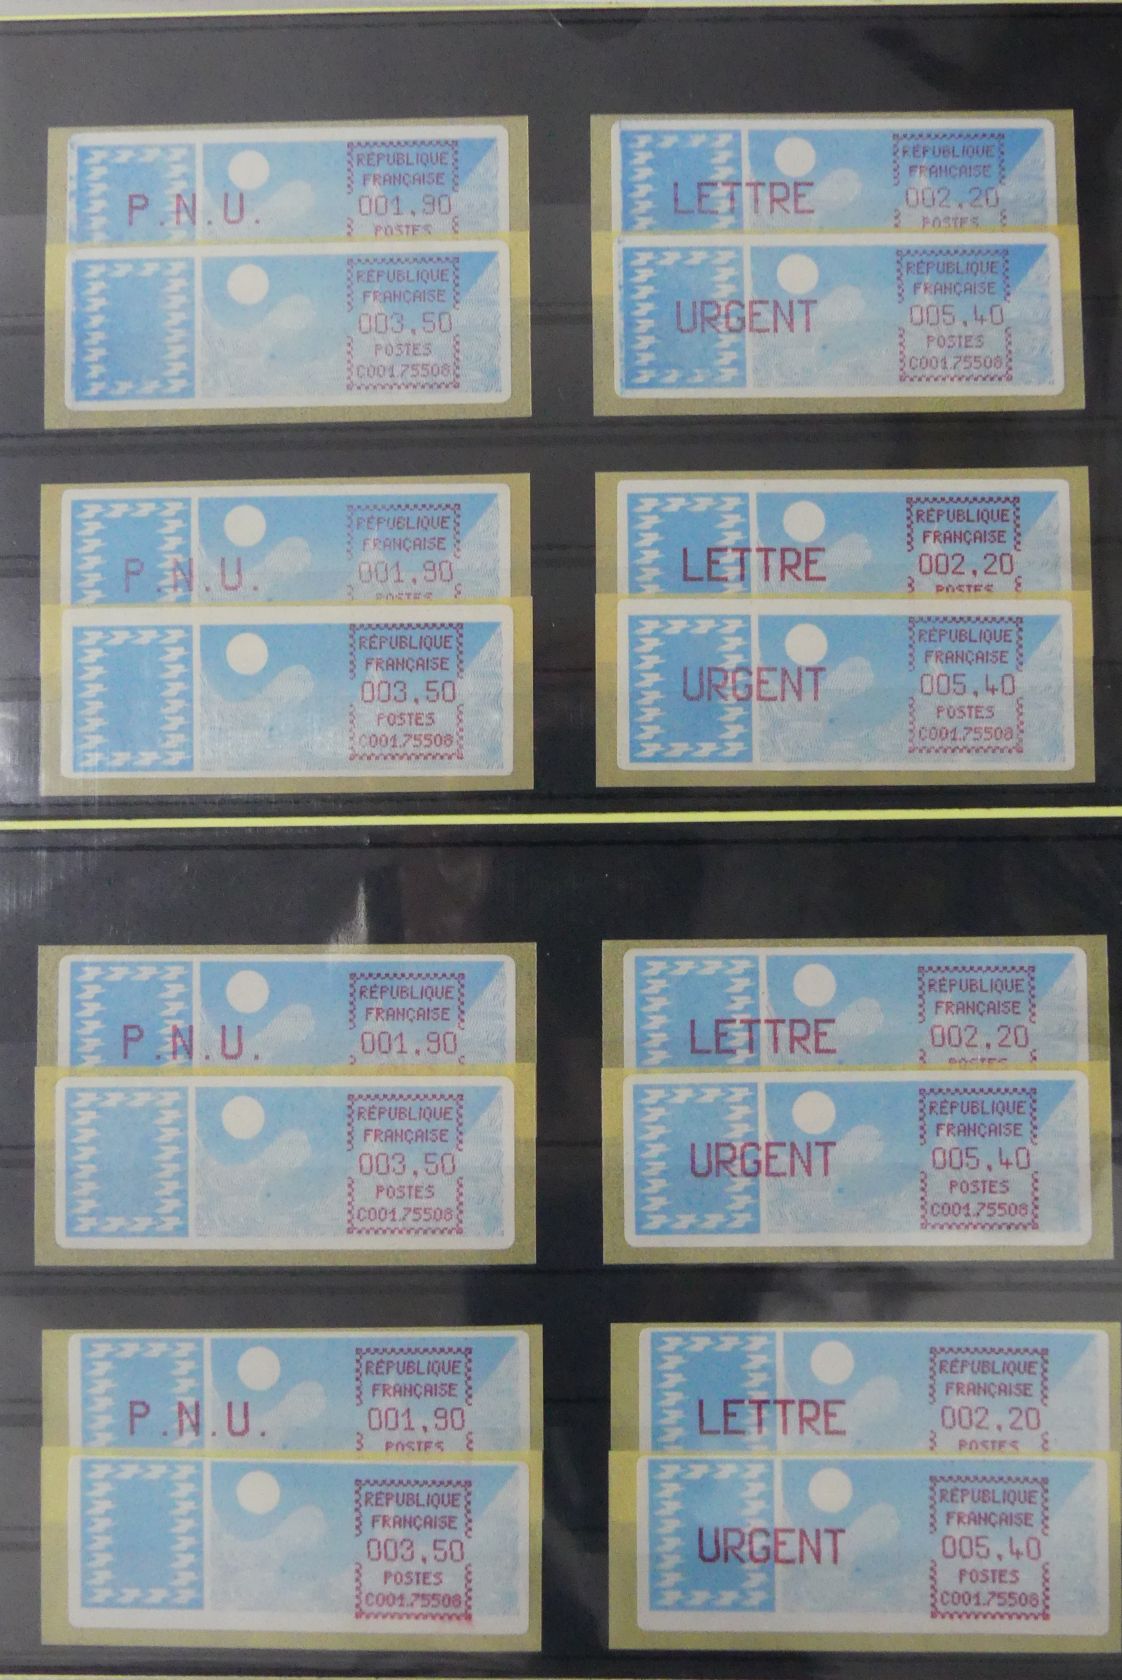 RÉPUBLIQUE
FRANÇAISE
P.N.U.
001,90
POSTES
RÉPUBLIQUE
FRANÇAISE
003,50
POSTES
C001.75508
RÉPUBLIQUE
FRANÇAISE
LETTRE
002,20
POSTES
RÉPUBLIQUE
FRANÇAISE
URGENT
005,40
POSTES
C001.75508
RÉPUBLIQUE
FRANÇAISE
P.N.U.
001,90
POSTES
RÉPUBLIQUE
FRANÇAISE
003,50
POSTES
C001.75508
RÉPUBLIQUE
FRANÇAISE
LETTRE
002,20
POSTES
RÉPUBLIQUE
FRANÇAISE
URGENT
005,40
POSTES
C001.75508
RÉPUBLIQUE
FRANÇAISE
P.N.U.
001,90
RÉPUBLIQUE
FRANÇAISE
003,50
POSTES
C001.75508
RÉPUBLIQUE
FRANÇAISE
LETTRE
002,20
POSTES
RÉPUBLIQUE
FRANÇAISE
URGENT
005,40
POSTES
C001.75508
RÉPUBLIQUE
FRANÇAISE
P.N.U.
001,90
POSTES
RÉPUBLIQUE
FRANÇAISE
003,50
POSTES
C001.75508
RÉPUBLIQUE
FRANÇAISE
LETTRE
002,20
POSTES
RÉPUBLIQUE
FRANÇAISE
URGENT
005,40
POSTES
C001.75508